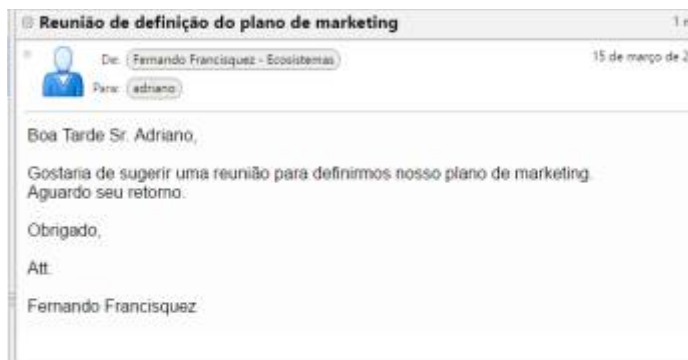 Reunião de definição do plano de marketing
De: Fernando Francisquez - Ecosistemas
15 de março de 2
Para: adriano
Boa Tarde Sr. Adriano,
Gostaria de sugerir uma reunião para definirmos nosso plano de marketing.
Aguardo seu retorno.
Obrigado,
Att.
Fernando Francisquez